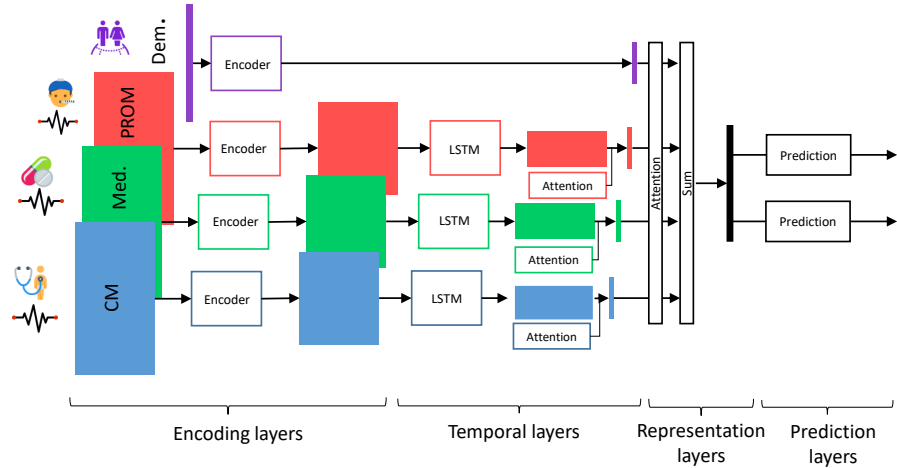 Dem.
Encoder
PROM
Encoder
LSTM
Attention
Med.
Encoder
LSTM
Attention
CM
Encoder
LSTM
Attention
Attention
Sum
Prediction
Prediction
Encoding layers
Temporal layers
Representation
layers
Prediction
layers